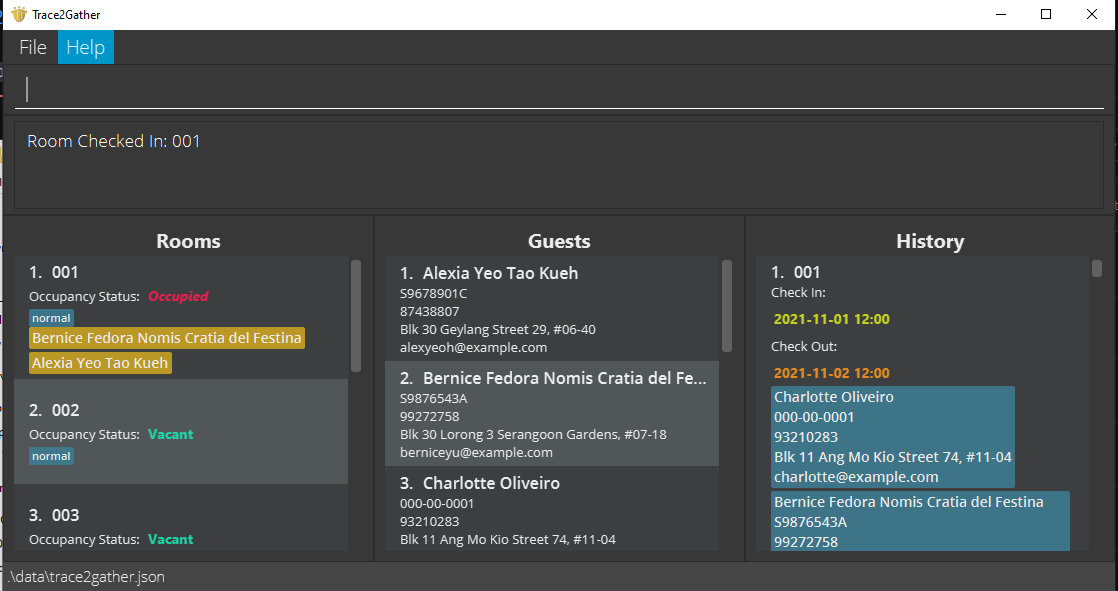 Trace2Gather
File Help
Room Checked In: 001
Rooms
1. 001
Occupancy Status: Occupied
normal
Bernice Fedora Nomis Cratia del Festina
Alexia Yeo Tao Kueh
2. 002
Occupancy Status: Vacant
normal
3. 003
Occupancy Status: Vacant
Guests
1. Alexia Yeo Tao Kueh
S9678901C
87438807
Blk 30 Geylang Street 29, #06-40
alexyeoh@example.com
2. Bernice Fedora Nomis Cratia del Fe...
S9876543A
99272758
Blk 30 Lorong 3 Serangoon Gardens, #07-18
berniceyu@example.com
3. Charlotte Oliveiro
000-00-0001
93210283
Blk 11 Ang Mo Kio Street 74, #11-04
History
1. 001
Check In:
2021-11-01 12:00
Check Out:
2021-11-02 12:00
Charlotte Oliveiro
000-00-0001
93210283
Blk 11 Ang Mo Kio Street 74, #11-04
charlotte@example.com
Bernice Fedora Nomis Cratia del Festina
S9876543A
99272758
.\data\trace2gather.json